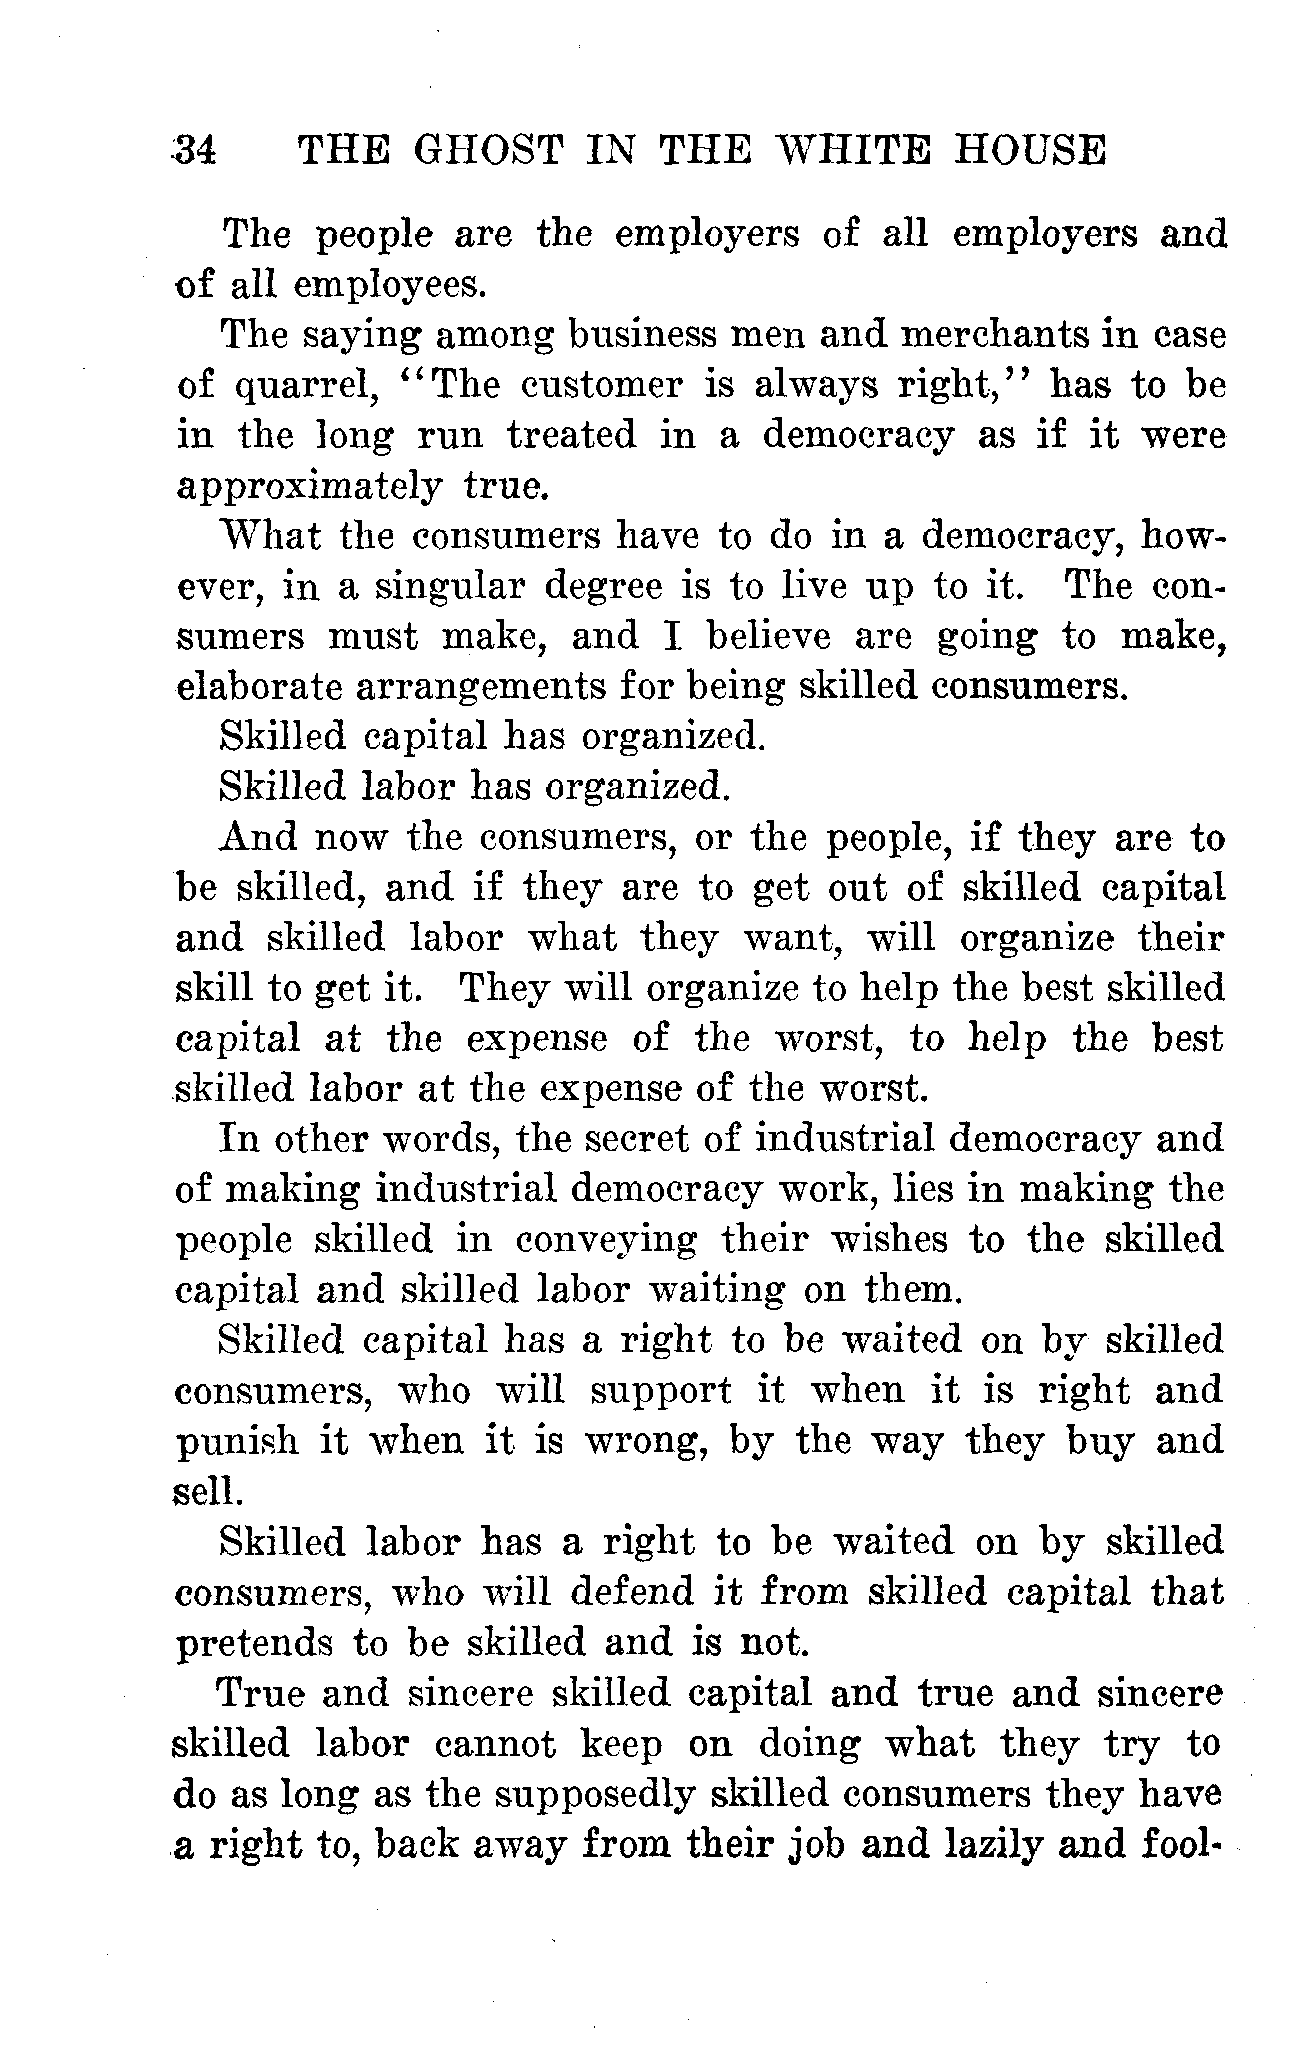 34 THE GHOST IN THE WHITE HOUSE
The people are the employers of all employers and
of all employees.
The saying among business men and merchants in case
of quarrel, "The customer is always right," has to be
in the long run treated in a democracy as if it were
approximately true.
What the consumers have to do in a democracy, how-
ever, in a singular degree is to live up to it. The con-
sumers must make, and I believe are going to make,
elaborate arrangements for being skilled consumers.
Skilled capital has organized.
Skilled labor has organized.
And now the consumers, or the people, if they are to
be skilled, and if they are to get out of skilled capital
and skilled labor what they want, will organize their
skill to get it. They will organize to help the best skilled
capital at the expense of the worst, to help the best
skilled labor at the expense of the worst.
In other words, the secret of industrial democracy and
of making industrial democracy work, lies in making the
people skilled in conveying their wishes to the skilled
capital and skilled labor waiting on them.
Skilled capital has a right to be waited on by skilled
consumers, who will support it when it is right and
punish it when it is wrong, by the way they buy and
sell.
Skilled labor has a right to be waited on by skilled
consumers, who will defend it from skilled capital that
pretends to be skilled and is not.
True and sincere skilled capital and true and sincere
skilled labor cannot keep on doing what they try to
do as long as the supposedly skilled consumers they have
a right to, back away from their job and lazily and fool-